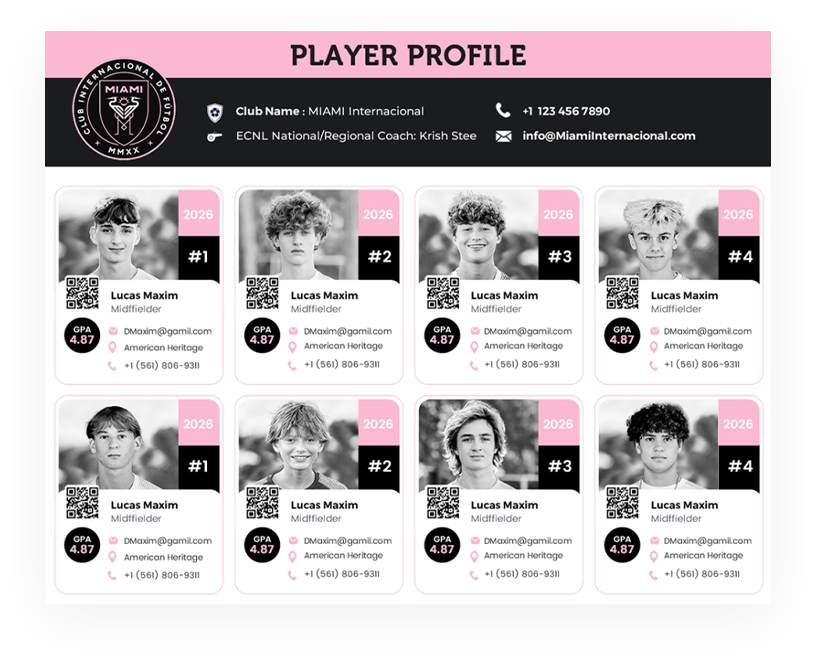 PLAYER PROFILE
CLUB INTERNACIONAL DE FÚTBOL
MIAMI
MMXX
Club Name : MIAMI Internacional
+1 123 456 7890
ECNL National/Regional Coach: Krish Stee
info@MiamiInternacional.com
2026
#1
Lucas Maxim
Midffielder
GPA
4.87
DMaxim@gamil.com
American Heritage
+1 (561) 806-9311
2026
#2
Lucas Maxim
Midffielder
GPA
4.87
DMaxim@gamil.com
American Heritage
+1 (561) 806-9311
2026
#3
Lucas Maxim
Midffielder
GPA
4.87
DMaxim@gamil.com
American Heritage
+1 (561) 806-9311
2026
#4
Lucas Maxim
Midffielder
GPA
4.87
DMaxim@gamil.com
American Heritage
+1 (561) 806-9311
2026
#1
Lucas Maxim
Midffielder
GPA
4.87
DMaxim@gamil.com
American Heritage
+1 (561) 806-9311
2026
#2
Lucas Maxim
Midffielder
GPA
4.87
DMaxim@gamil.com
American Heritage
+1 (561) 806-9311
2026
#3
Lucas Maxim
Midffielder
GPA
4.87
DMaxim@gamil.com
American Heritage
+1 (561) 806-9311
2026
#4
Lucas Maxim
Midffielder
GPA
4.87
DMaxim@gamil.com
American Heritage
+1 (561) 806-9311